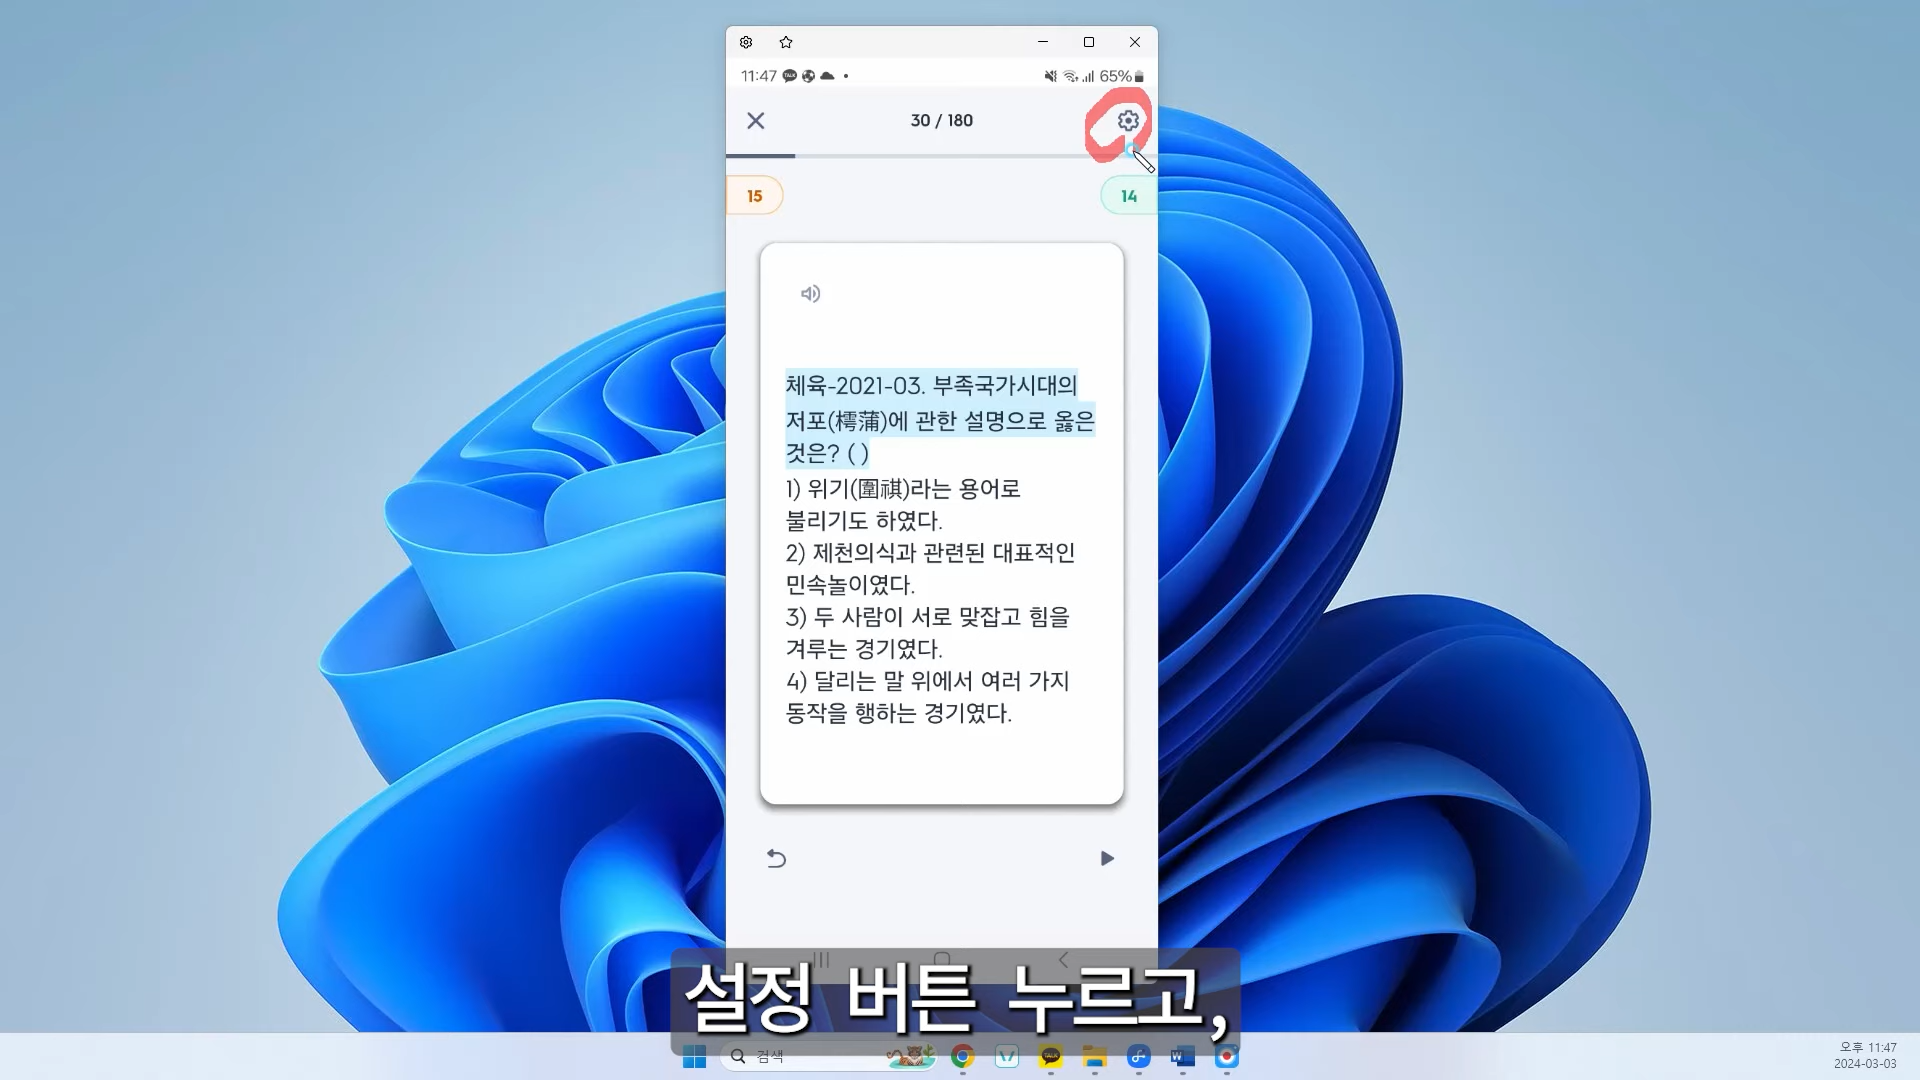 11:47
65%
30 / 180
15
14
체육-2021-03. 부족국가시대의
저포(樗蒲)에 관한 설명으로 옳은
것은? ( )
1) 위기(圍祺)라는 용어로
불리기도 하였다.
2) 제천의식과 관련된 대표적인
민속놀이였다.
3) 두 사람이 서로 맞잡고 힘을
겨루는 경기였다.
4) 달리는 말 위에서 여러 가지
동작을 행하는 경기였다.
설정 버튼 누르고,
검색
오후 11:47
2024-03-03